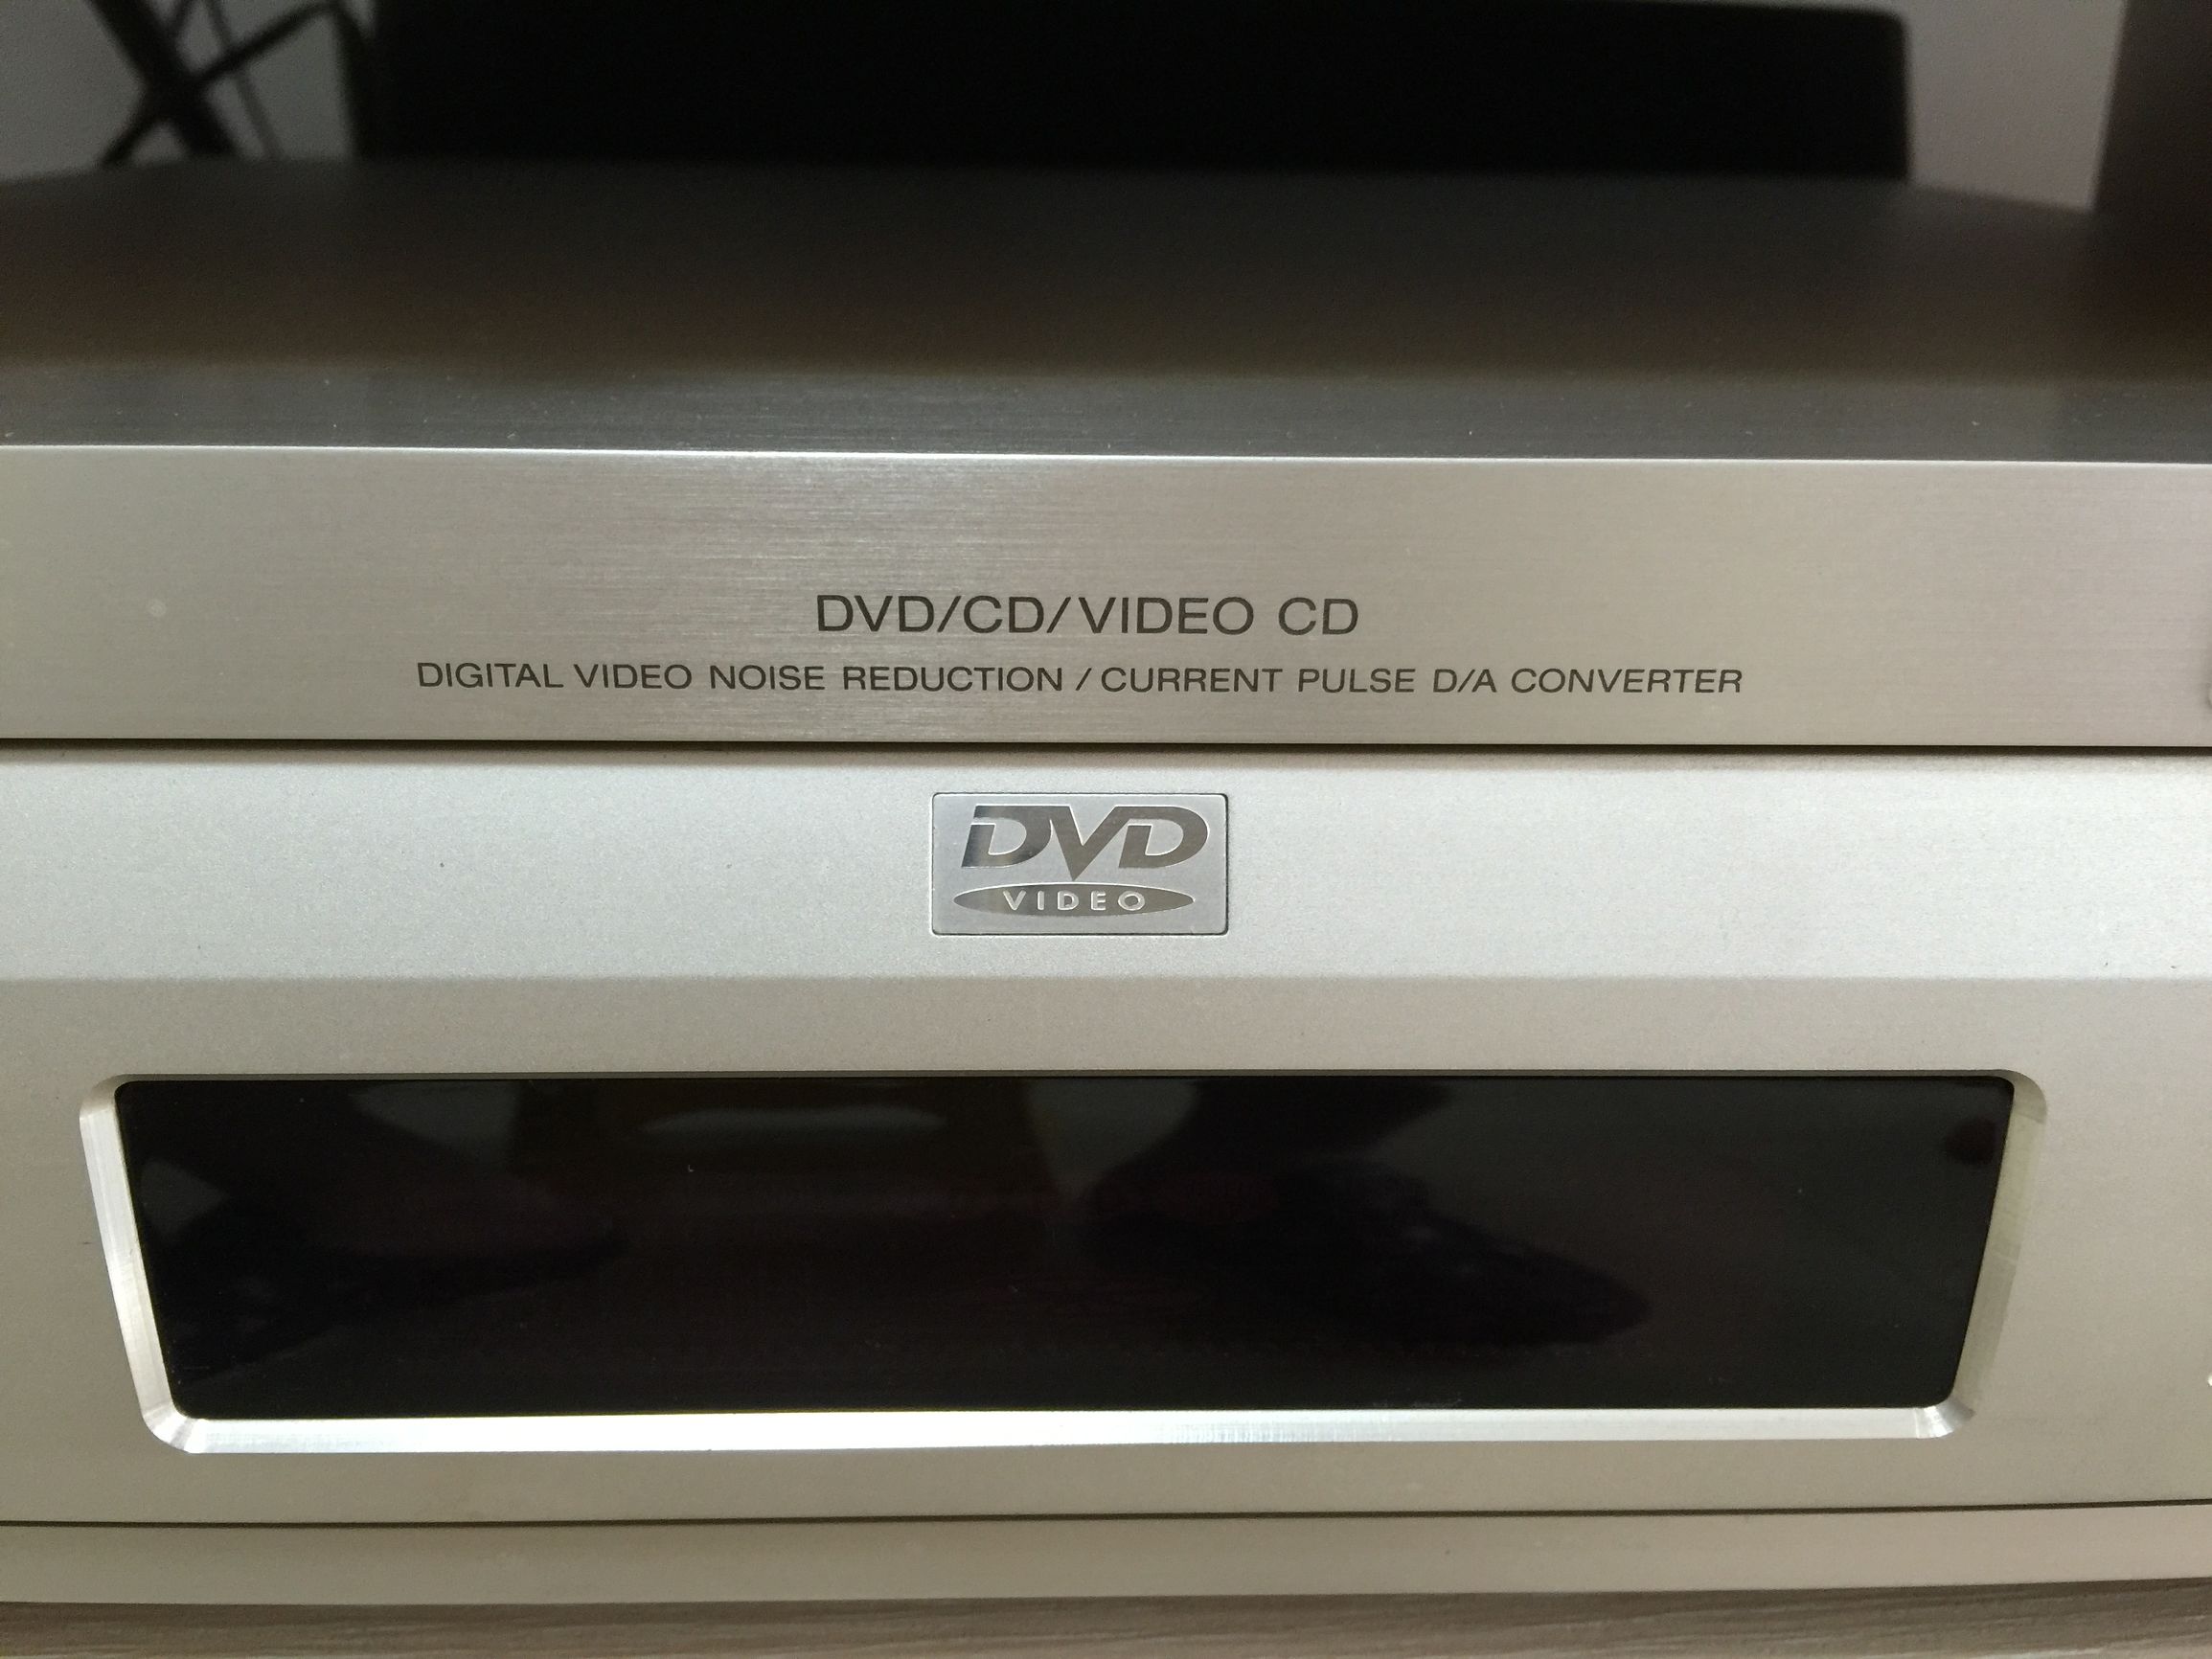 DVD/CD/VIDEO CD
DIGITAL VIDEO NOISE REDUCTION / CURRENT PULSE D/A CONVERTER
DVD
VIDEO